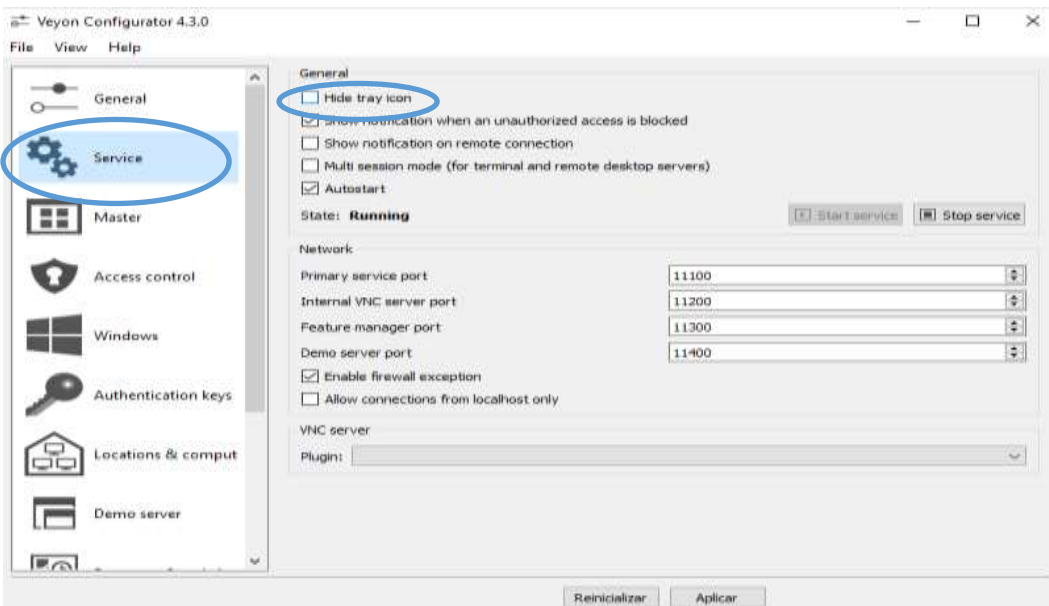 Veyon Configurator 4.3.0
File View Help
General
Service
Master
Access control
Windows
Authentication keys
Locations & comput
Demo server
General
Hide tray icon
Show notification when an unauthorized access is blocked
Show notification on remote connection
Multi session mode (for terminal and remote desktop servers)
Autostart
State: Running Start service Stop service
Network
Primary service port 11100
Internal VNC server port 11200
Feature manager port 11300
Demo server port 11400
Enable firewall exception
Allow connections from localhost only
VNC server
Plugin:
Reinicializar Aplicar